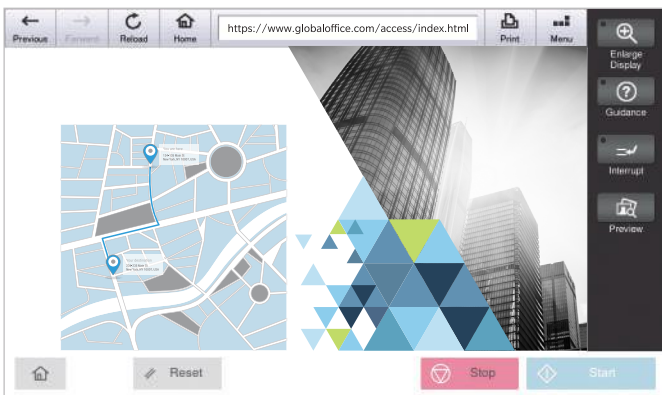 Previous
Forward
Reload
Home
https://www.globaloffice.com/access/index.html
Print
Menu
Enlarge
Display
Guidance
Interrupt
Preview
Reset
Stop
Start